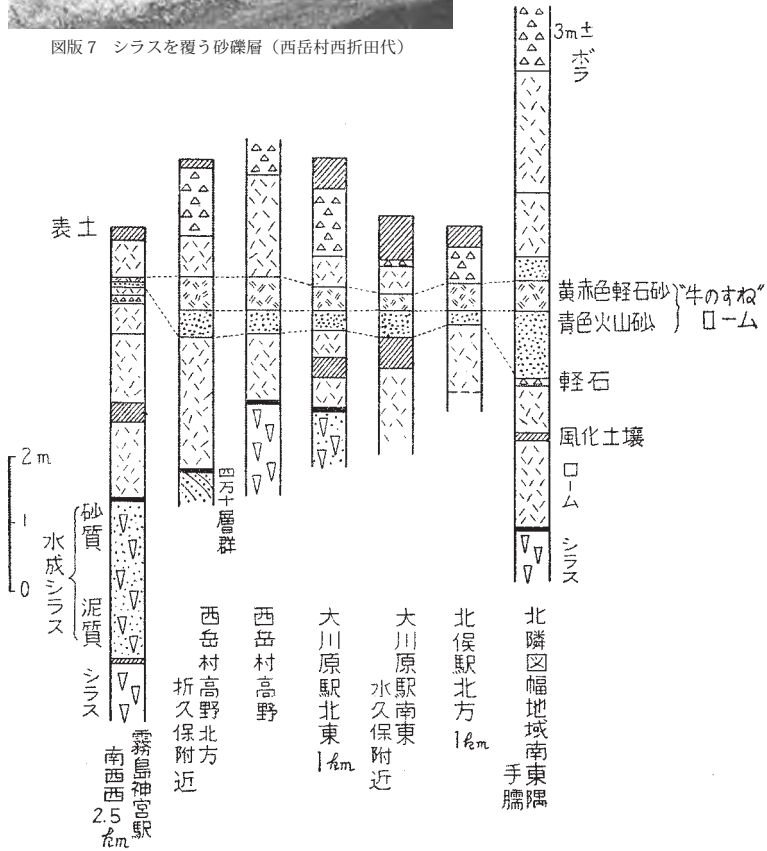 図版 7　シラスを覆う砂礫層（西岳村西折田代）
3m±
ボラ
表土
黄赤色軽石砂
青色火山砂
〝牛のすね〟
ローム
軽石
風化土壌
ローム
シラス
2 m
1
0
砂質
泥質
水成シラス
シラス
四万十層群
霧島神宮駅
南西西
2.5
km
西岳村高野北方
折久保附近
西岳村高野
大川原駅北東
1km
大川原駅南東
水久保附近
北俣駅北方
1km
北隣図幅地域南東隅
手